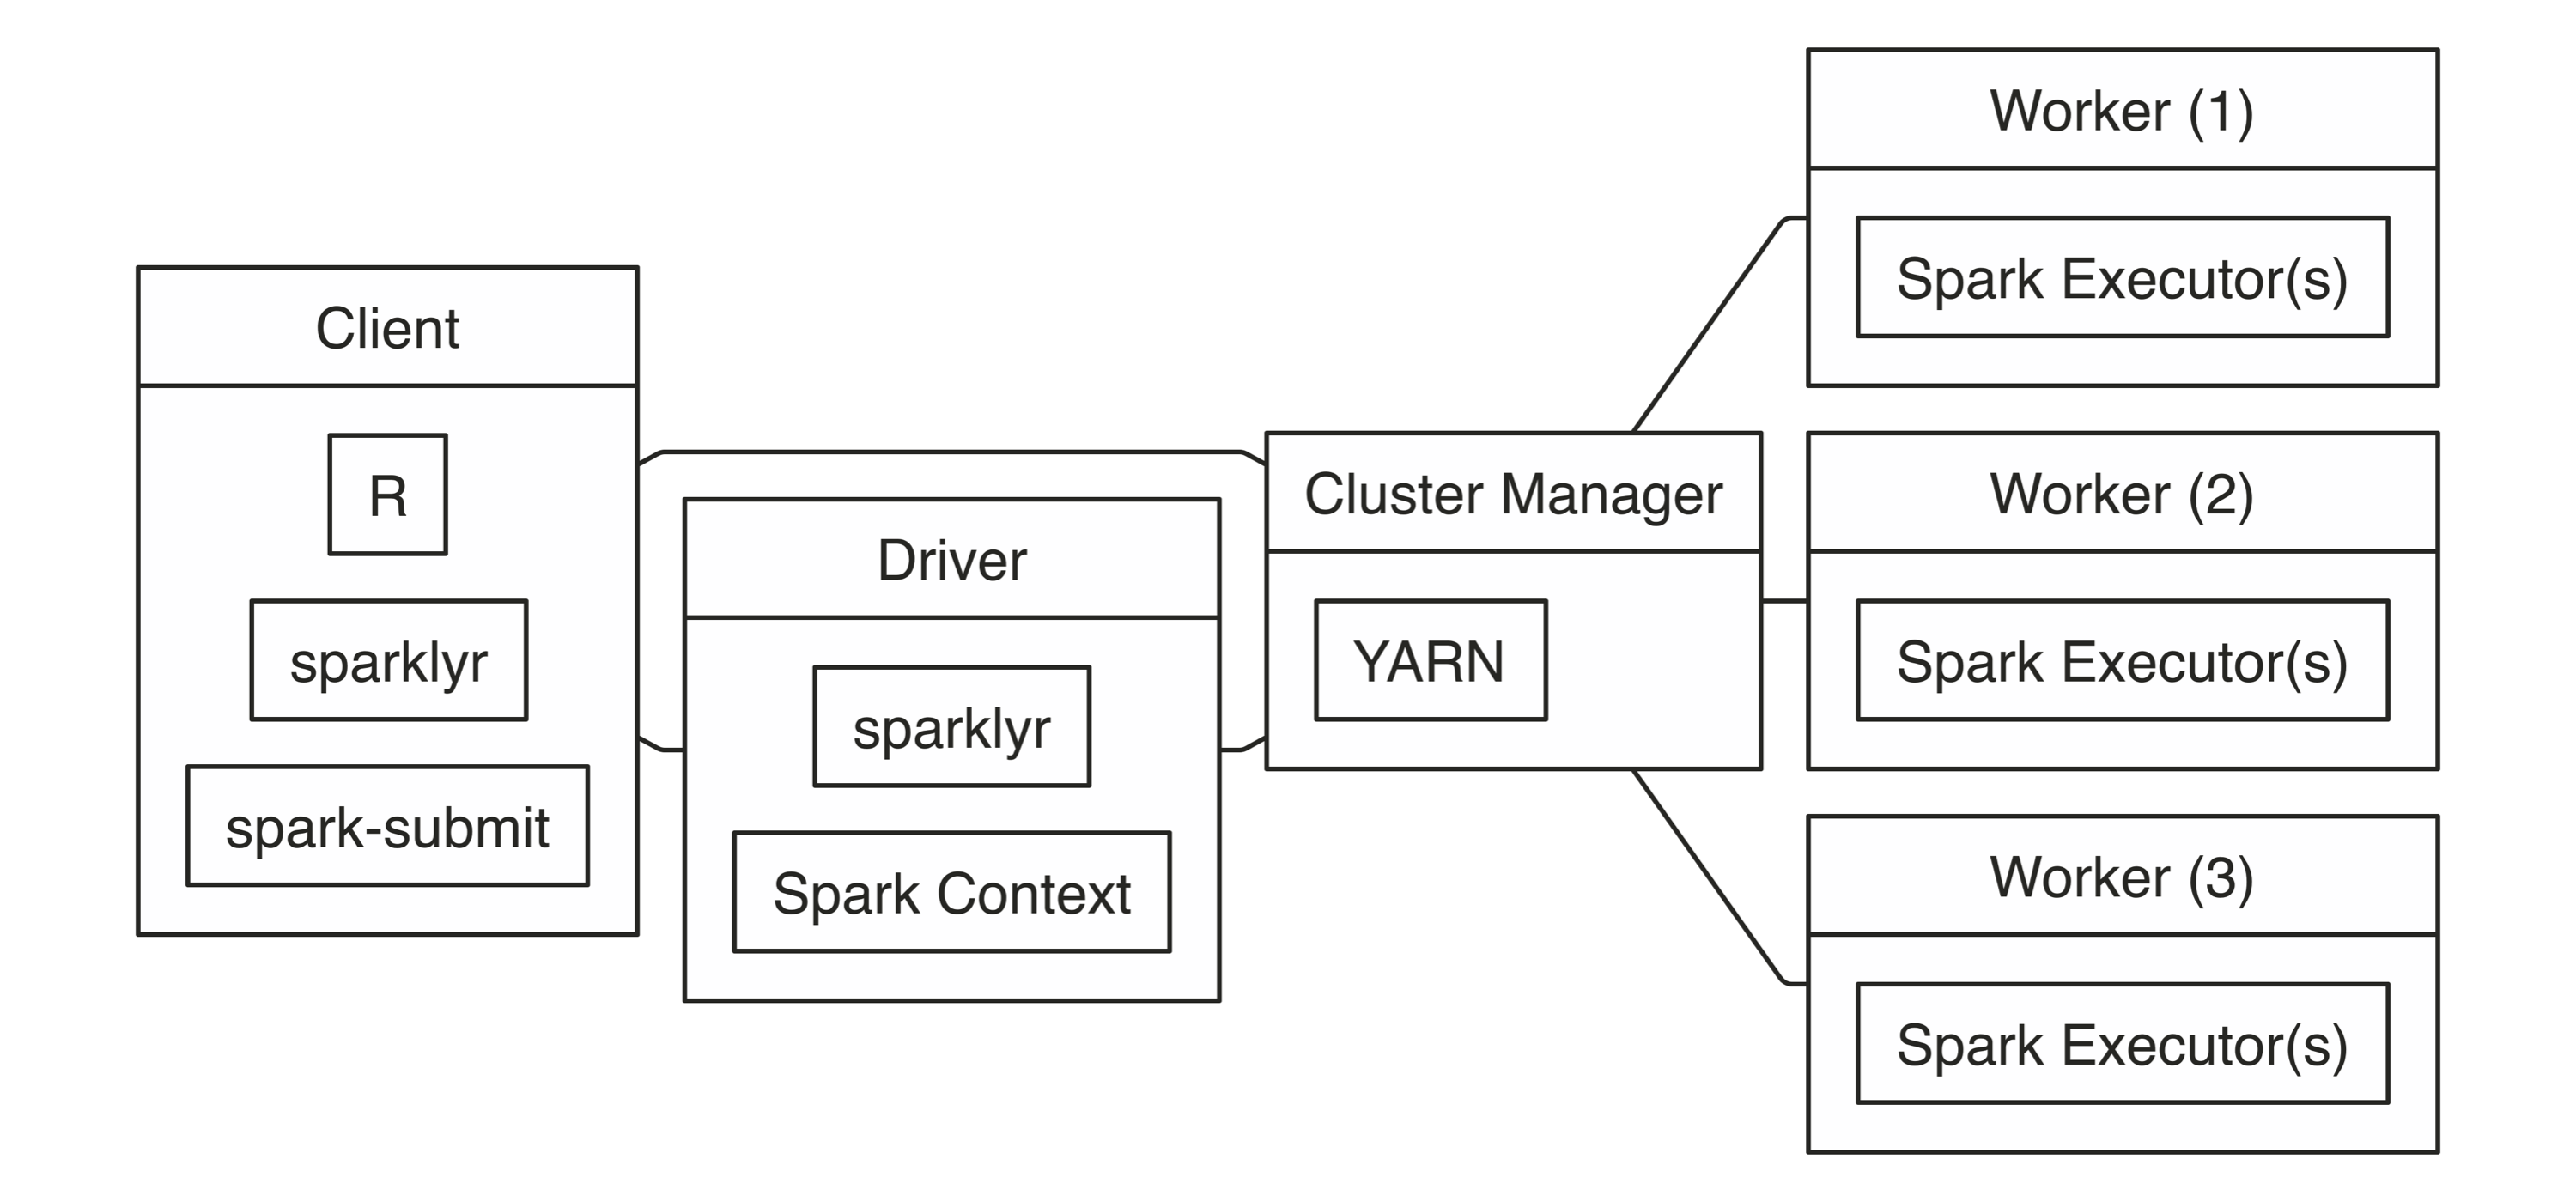 Client
R
sparklyr
spark-submit
Driver
sparklyr
Spark Context
Cluster Manager
YARN
Worker (1)
Spark Executor(s)
Worker (2)
Spark Executor(s)
Worker (3)
Spark Executor(s)